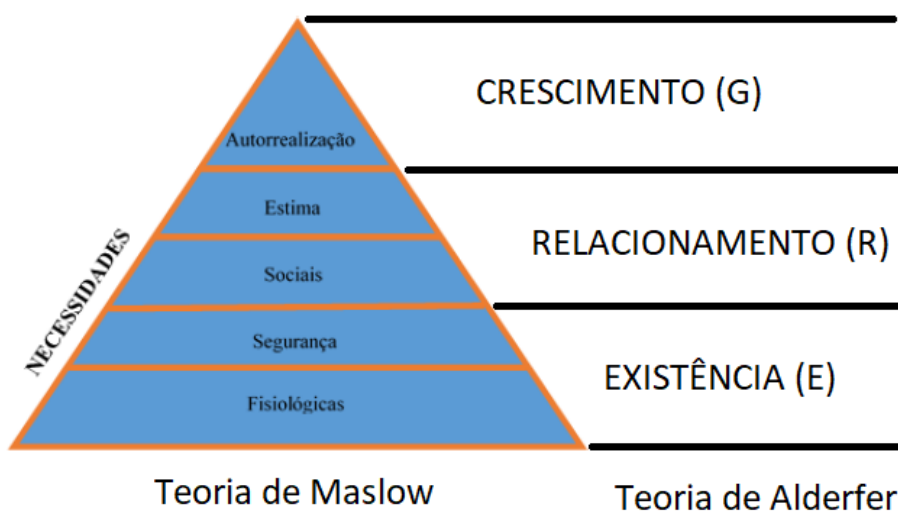 CRESCIMENTO (G)
Autorrealização
Estima
RELACIONAMENTO (R)
Sociais
NECESSIDADES
Segurança
EXISTÊNCIA (E)
Fisiológicas
Teoria de Maslow
Teoria de Alderfer